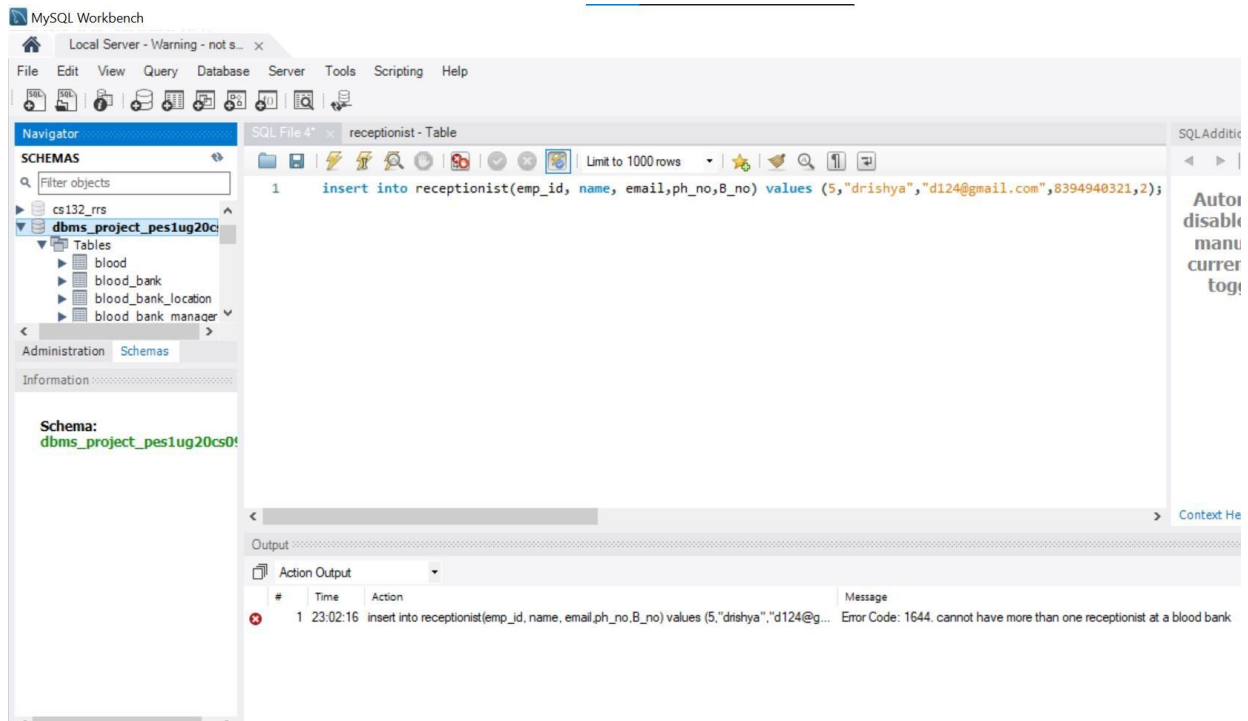 MySQL Workbench
Local Server - Warning - not s...
File Edit View Query Database Server Tools Scripting Help
Navigator
SCHEMAS
Filter objects
cs132_rrs
dbms_project_pes1ug20c
Tables
blood
blood_bank
blood_bank_location
blood_bank_manager
Administration Schemas
Information
Schema:
dbms_project_pes1ug20cs09
SQL File 4* receptionist - Table
Limit to 1000 rows
1 insert into receptionist(emp_id, name, email,ph_no,B_no) values (5,"drishya","d124@gmail.com",8394940321,2);
Output
Action Output
# Time Action Message
1 23:02:16 insert into receptionist(emp_id, name, email,ph_no,B_no) values (5,"drishya","d124@g... Error Code: 1644. cannot have more than one receptionist at a blood bank
SQLAdditio
Autor
disable
manu
curren
togg
Context He